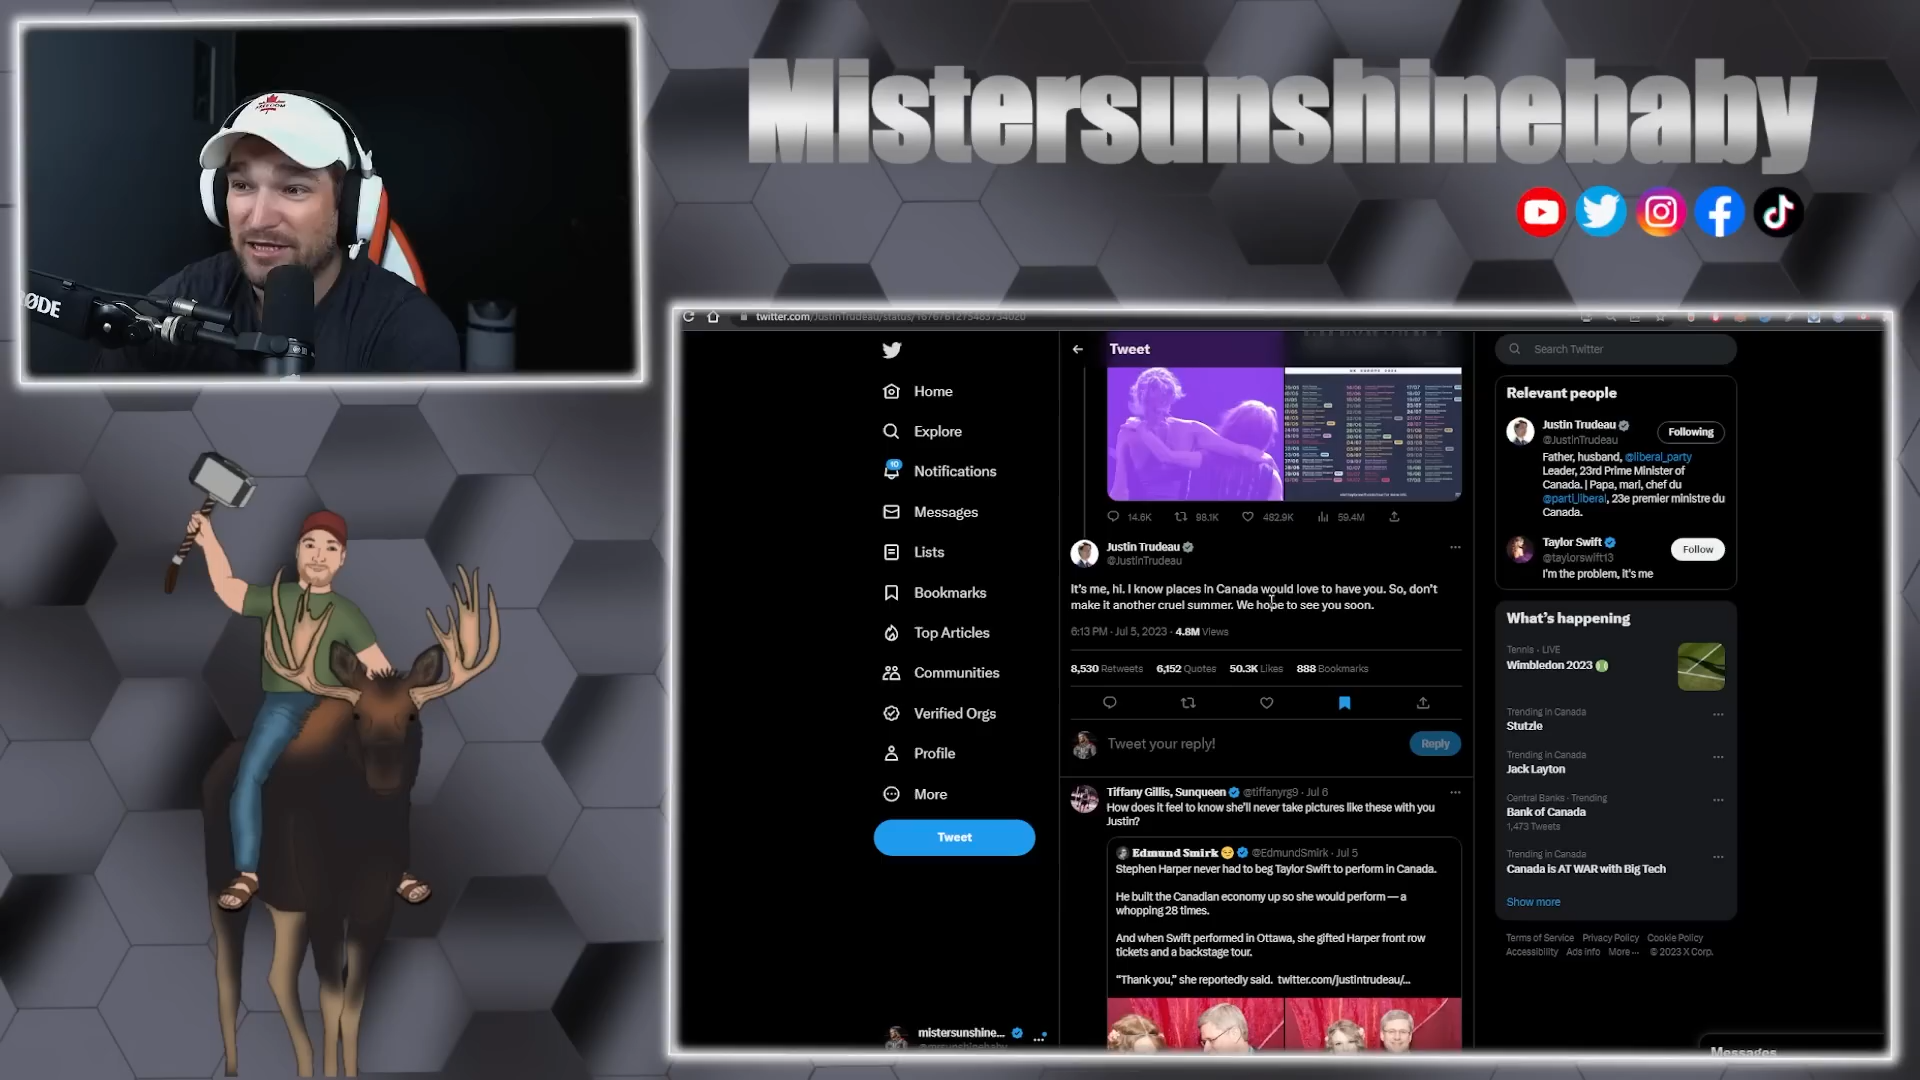 Mistersunshinebaby
FREEDOM
RØDE
twitter.com/JustinTrudeau/status/
Home
Explore
10
Notifications
Messages
Lists
Bookmarks
Top Articles
Communities
Verified Orgs
Profile
More
Tweet
mistersunshine...
Tweet
14.6K 98.1K 482.9K 59.4M
Justin Trudeau
@JustinTrudeau
It's me, hi. I know places in Canada would love to have you. So, don't
make it another cruel summer. We hope to see you soon.
6:13 PM · Jul 5, 2023 · 4.8M Views
8,530 Retweets 6,152 Quotes 50.3K Likes 888 Bookmarks
Tweet your reply!
Reply
Tiffany Gillis, Sunqueen @tiffanyrg9 · Jul 6
How does it feel to know she'll never take pictures like these with you
Justin?
Edmund Smirk @EdmundSmirk · Jul 5
Stephen Harper never had to beg Taylor Swift to perform in Canada.
He built the Canadian economy up so she would perform — a
whopping 28 times.
And when Swift performed in Ottawa, she gifted Harper front row
tickets and a backstage tour.
"Thank you," she reportedly said. twitter.com/justintrudeau/...
Search Twitter
Relevant people
Justin Trudeau
@JustinTrudeau
Following
Father, husband, @liberal_party
Leader, 23rd Prime Minister of
Canada. | Papa, mari, chef du
@parti_liberal, 23e premier ministre du
Canada.
Taylor Swift
@taylorswift13
Follow
I'm the problem, it's me
What's happening
Tennis · LIVE
Wimbledon 2023
Trending in Canada
Stutzle
Trending in Canada
Jack Layton
Central Banks · Trending
Bank of Canada
1,473 Tweets
Trending in Canada
Canada is AT WAR with Big Tech
Show more
Terms of Service Privacy Policy Cookie Policy
Accessibility Ads info More ··· © 2023 X Corp.
Messages